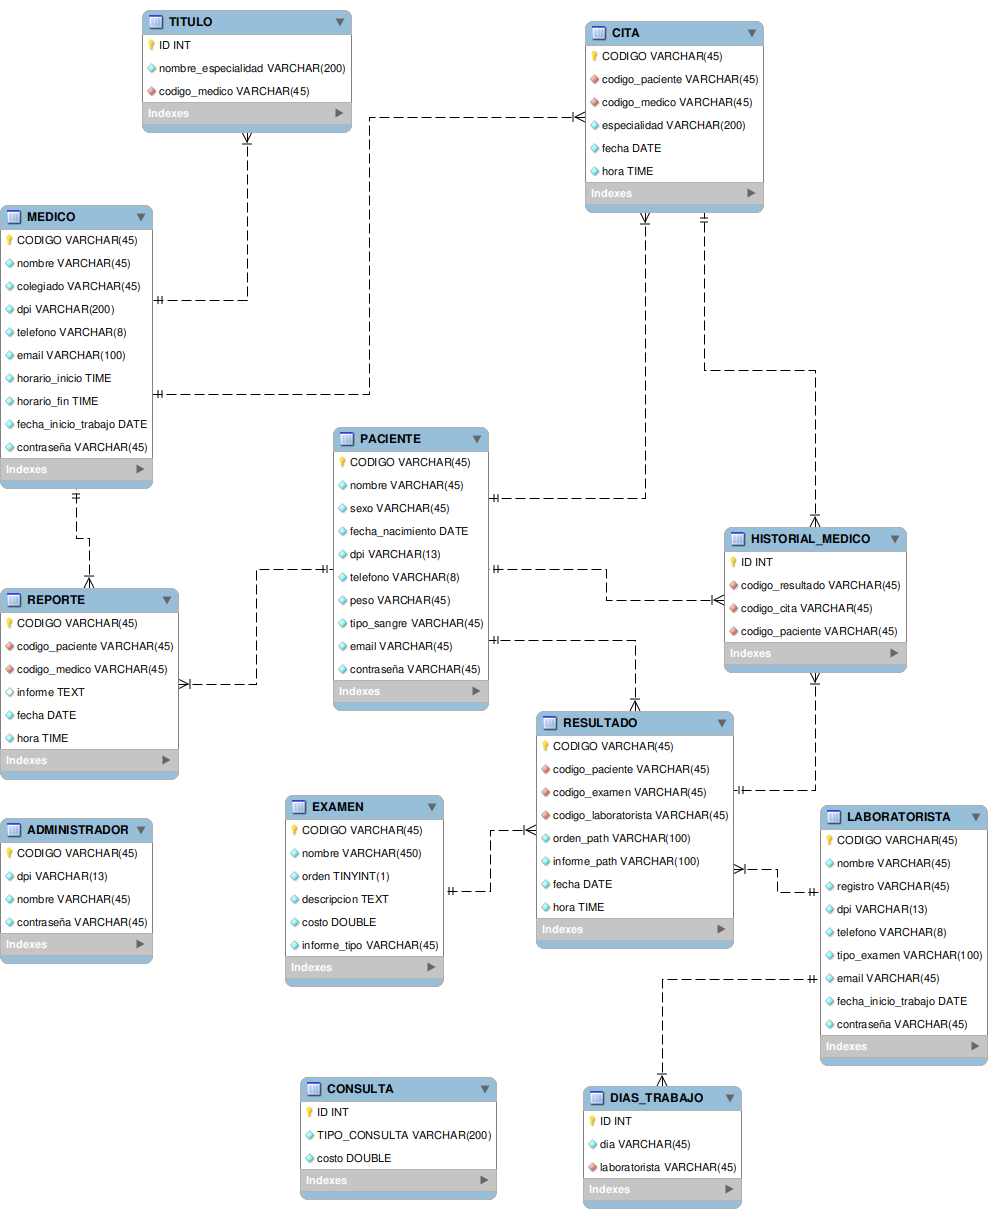 TITULO
ID INT
nombre_especialidad VARCHAR(200)
codigo_medico VARCHAR(45)
Indexes
CITA
CODIGO VARCHAR(45)
codigo_paciente VARCHAR(45)
codigo_medico VARCHAR(45)
especialidad VARCHAR(200)
fecha DATE
hora TIME
Indexes
MEDICO
CODIGO VARCHAR(45)
nombre VARCHAR(45)
colegiado VARCHAR(45)
dpi VARCHAR(200)
telefono VARCHAR(8)
email VARCHAR(100)
horario_inicio TIME
horario_fin TIME
fecha_inicio_trabajo DATE
contraseña VARCHAR(45)
Indexes
PACIENTE
CODIGO VARCHAR(45)
nombre VARCHAR(45)
sexo VARCHAR(45)
fecha_nacimiento DATE
dpi VARCHAR(13)
telefono VARCHAR(8)
peso VARCHAR(45)
tipo_sangre VARCHAR(45)
email VARCHAR(45)
contraseña VARCHAR(45)
Indexes
HISTORIAL_MEDICO
ID INT
codigo_resultado VARCHAR(45)
codigo_cita VARCHAR(45)
codigo_paciente VARCHAR(45)
Indexes
REPORTE
CODIGO VARCHAR(45)
codigo_paciente VARCHAR(45)
codigo_medico VARCHAR(45)
informe TEXT
fecha DATE
hora TIME
Indexes
RESULTADO
CODIGO VARCHAR(45)
codigo_paciente VARCHAR(45)
codigo_examen VARCHAR(45)
codigo_laboratorista VARCHAR(45)
orden_path VARCHAR(100)
informe_path VARCHAR(100)
fecha DATE
hora TIME
Indexes
EXAMEN
CODIGO VARCHAR(45)
nombre VARCHAR(450)
orden TINYINT(1)
descripcion TEXT
costo DOUBLE
informe_tipo VARCHAR(45)
Indexes
ADMINISTRADOR
CODIGO VARCHAR(45)
dpi VARCHAR(13)
nombre VARCHAR(45)
contraseña VARCHAR(45)
Indexes
LABORATORISTA
CODIGO VARCHAR(45)
nombre VARCHAR(45)
registro VARCHAR(45)
dpi VARCHAR(13)
telefono VARCHAR(8)
tipo_examen VARCHAR(100)
email VARCHAR(45)
fecha_inicio_trabajo DATE
contraseña VARCHAR(45)
Indexes
CONSULTA
ID INT
TIPO_CONSULTA VARCHAR(200)
costo DOUBLE
Indexes
DIAS_TRABAJO
ID INT
dia VARCHAR(45)
laboratorista VARCHAR(45)
Indexes